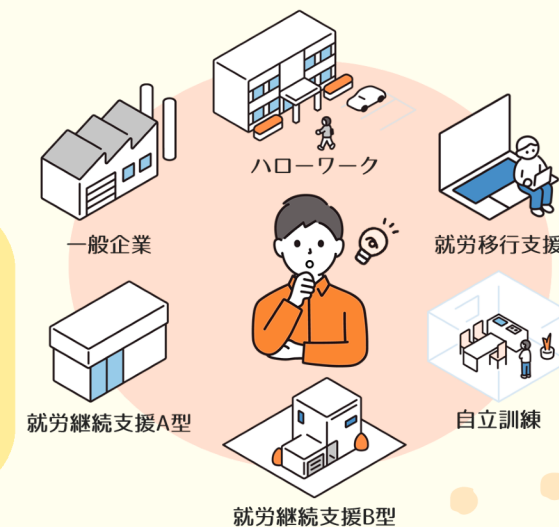 ハローワーク
一般企業
就労移行支援
就労継続支援A型
自立訓練
就労継続支援B型